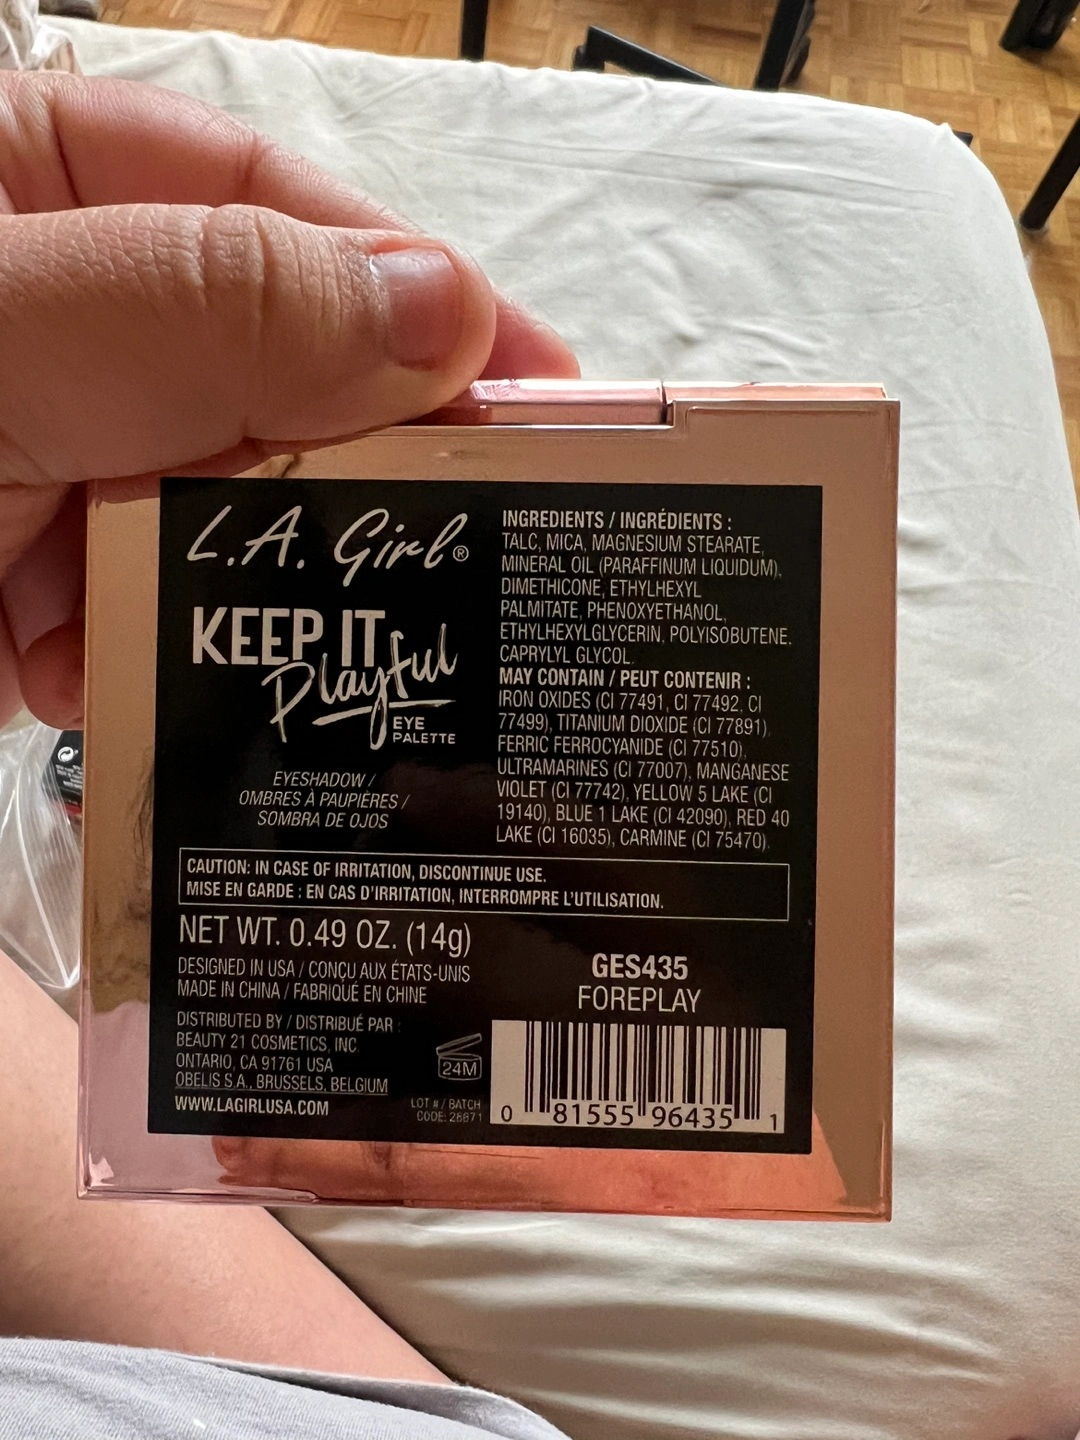 L.A. Girl®
KEEP IT
Playful
EYE
PALETTE
EYESHADOW /
OMBRES À PAUPIÈRES /
SOMBRA DE OJOS
INGREDIENTS / INGRÉDIENTS :
TALC, MICA, MAGNESIUM STEARATE,
MINERAL OIL (PARAFFINUM LIQUIDUM),
DIMETHICONE, ETHYLHEXYL
PALMITATE, PHENOXYETHANOL,
ETHYLHEXYLGLYCERIN, POLYISOBUTENE,
CAPRYLYL GLYCOL.
MAY CONTAIN / PEUT CONTENIR :
IRON OXIDES (CI 77491, CI 77492, CI
77499), TITANIUM DIOXIDE (CI 77891),
FERRIC FERROCYANIDE (CI 77510),
ULTRAMARINES (CI 77007), MANGANESE
VIOLET (CI 77742), YELLOW 5 LAKE (CI
19140), BLUE 1 LAKE (CI 42090), RED 40
LAKE (CI 16035), CARMINE (CI 75470).
CAUTION: IN CASE OF IRRITATION, DISCONTINUE USE.
MISE EN GARDE : EN CAS D'IRRITATION, INTERROMPRE L'UTILISATION.
NET WT. 0.49 OZ. (14g)
DESIGNED IN USA / CONÇU AUX ÉTATS-UNIS
MADE IN CHINA / FABRIQUÉ EN CHINE
DISTRIBUTED BY / DISTRIBUÉ PAR :
BEAUTY 21 COSMETICS, INC.
ONTARIO, CA 91761 USA
OBELIS S.A., BRUSSELS, BELGIUM
WWW.LAGIRLUSA.COM
24M
LOT # / BATCH
CODE: 28871
GES435
FOREPLAY
0 81555 96435 1